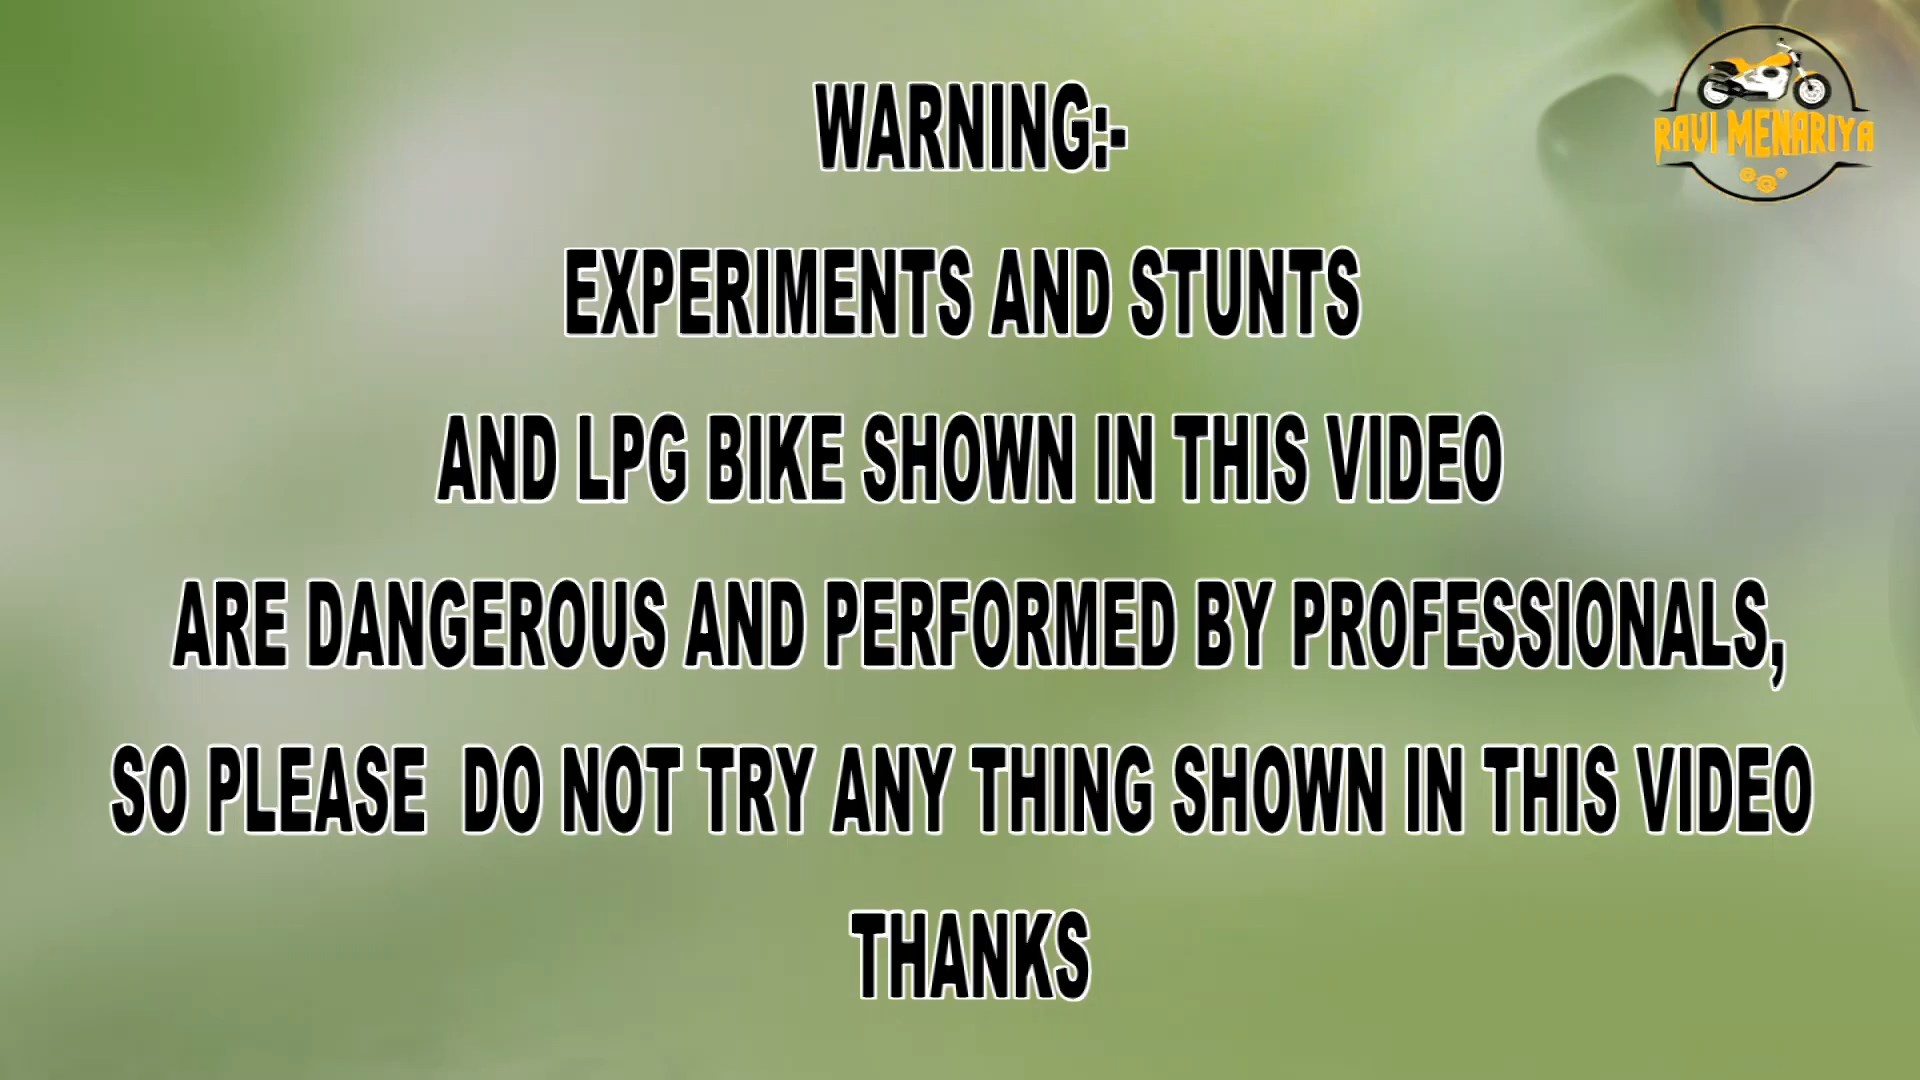 WARNING:-
RAVI MENARIYA
EXPERIMENTS AND STUNTS
AND LPG BIKE SHOWN IN THIS VIDEO
ARE DANGEROUS AND PERFORMED BY PROFESSIONALS,
SO PLEASE  DO NOT TRY ANY THING SHOWN IN THIS VIDEO
THANKS